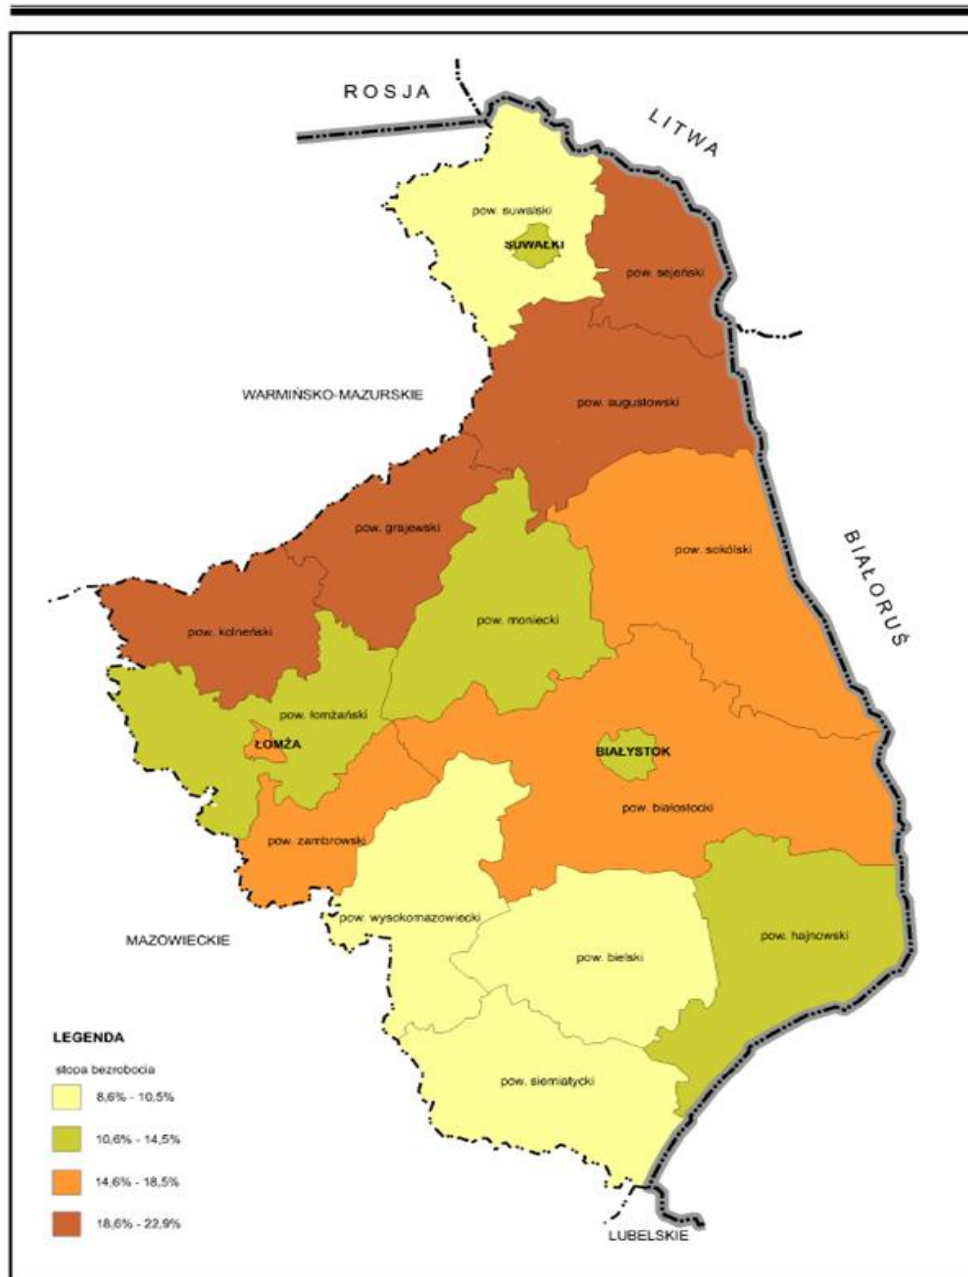 ROSJA
LITWA
pow. suwalski
SUWAŁKI
pow. sejeński
WARMIŃSKO-MAZURSKIE
pow. augustowski
pow. grajewski
pow. sokólski
BIAŁORUŚ
pow. kolneński
pow. moniecki
pow. łomżański
ŁOMŻA
BIAŁYSTOK
pow. białostocki
pow. zambrowski
pow. wysokomazowiecki
MAZOWIECKIE
pow. hajnowski
pow. bielski
LEGENDA
stopa bezrobocia
pow. siemiatycki
8,6% - 10,5%
10,6% - 14,5%
14,6% - 18,5%
18,6% - 22,9%
LUBELSKIE